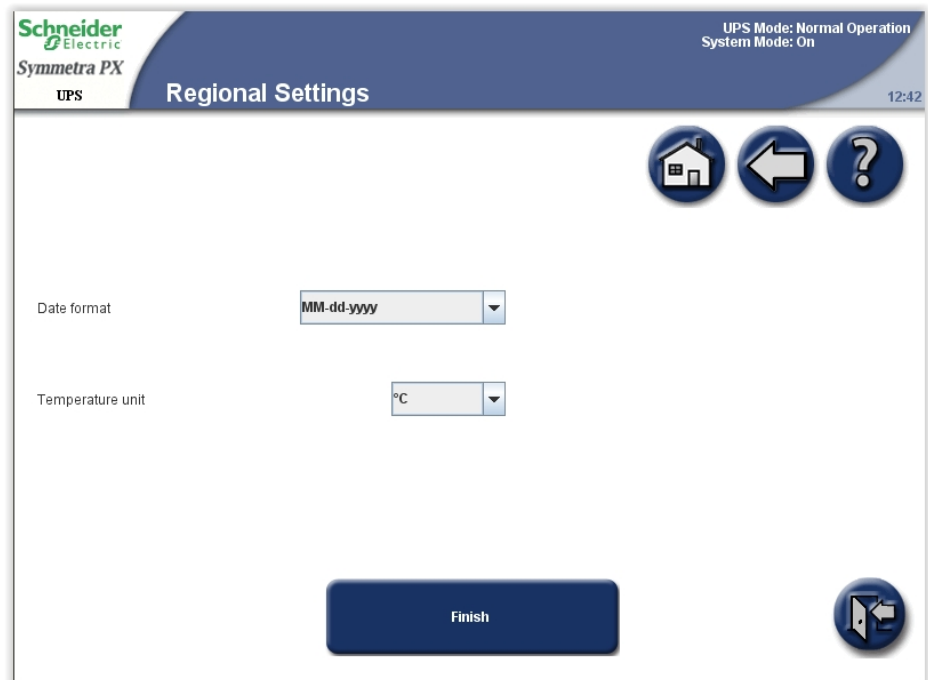 Schneider
Electric
Symmetra PX
UPS
Regional Settings
UPS Mode: Normal Operation
System Mode: On
12:42
?
Date format
MM-dd-yyyy
Temperature unit
°C
Finish